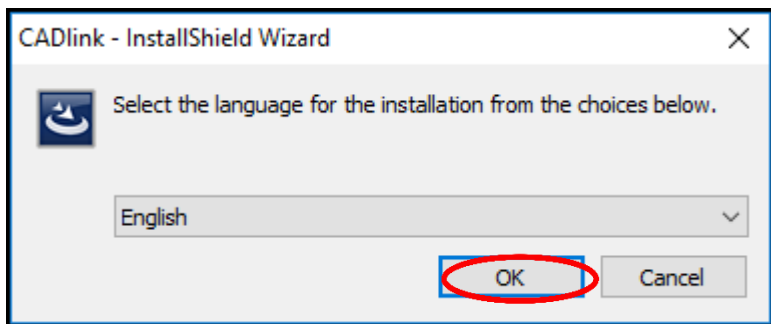 CADlink - InstallShield Wizard
Select the language for the installation from the choices below.
English
OK
Cancel